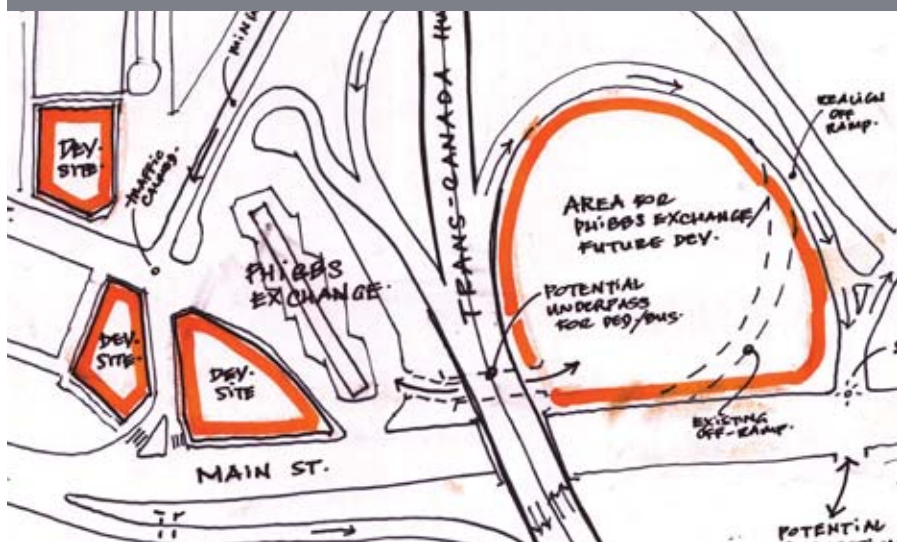 TRANS-CANADA
REALIGN
OFF
RAMP.
DEV.
SITE.
TRAFFIC
AREA FOR
PHIBBS EXCHANGE
FUTURE DEV.
PHIBBS
EXCHANGE.
POTENTIAL
UNDERPASS
FOR PED/BUS.
DEV.
SITE.
DEV.
SITE
EXISTING
OFF-RAMP.
MAIN ST.
POTENTIAL